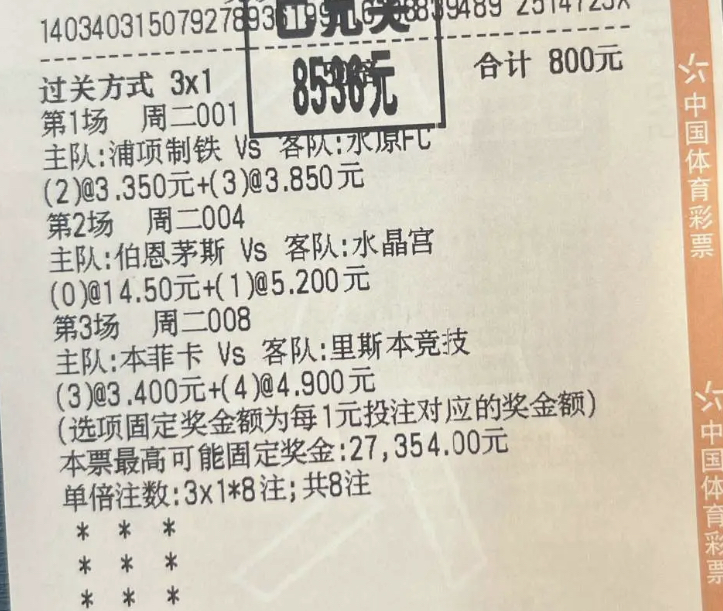 过关方式 3x1
合计 800元
已兑奖
8536元
第1场 周二001
主队:浦项制铁 Vs 客队:水原FC
(2)@3.350元+(3)@3.850元
第2场 周二004
主队:伯恩茅斯 Vs 客队:水晶宫
(0)@14.50元+(1)@5.200元
第3场 周二008
主队:本菲卡 Vs 客队:里斯本竞技
(3)@3.400元+(4)@4.900元
(选项固定奖金额为每1元投注对应的奖金额)
本票最高可能固定奖金:27,354.00元
单倍注数:3x1*8注;共8注
* * *
* * *
* * *
中国体育彩票
中国体育彩票